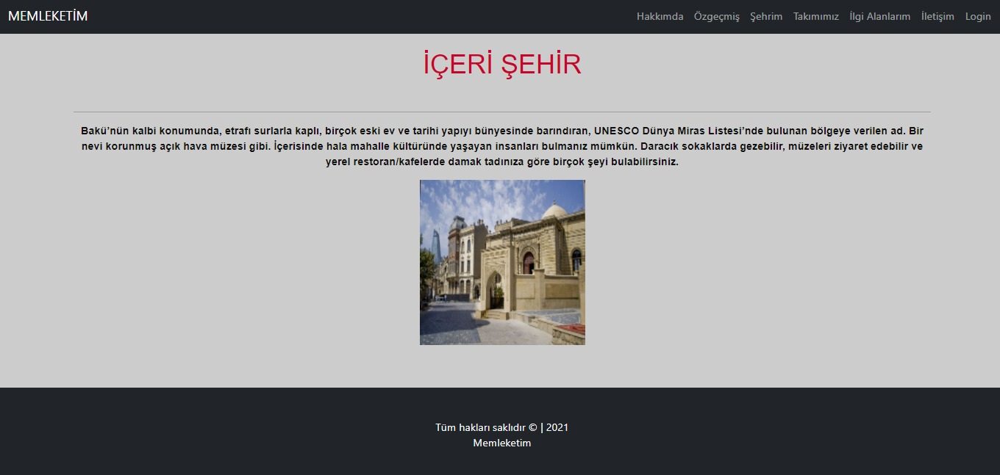 MEMLEKETİM
Hakkımda Özgeçmiş Şehrim Takımımız İlgi Alanlarım İletişim Login
İÇERİ ŞEHİR
Bakü’nün kalbi konumunda, etrafı surlarla kaplı, birçok eski ev ve tarihi yapıyı bünyesinde barındıran, UNESCO Dünya Miras Listesi’nde bulunan bölgeye verilen ad. Bir
nevi korunmuş açık hava müzesi gibi. İçerisinde hala mahalle kültüründe yaşayan insanları bulmanız mümkün. Daracık sokaklarda gezebilir, müzeleri ziyaret edebilir ve
yerel restoran/kafelerde damak tadınıza göre birçok şeyi bulabilirsiniz.
Tüm hakları saklıdır © | 2021
Memleketim